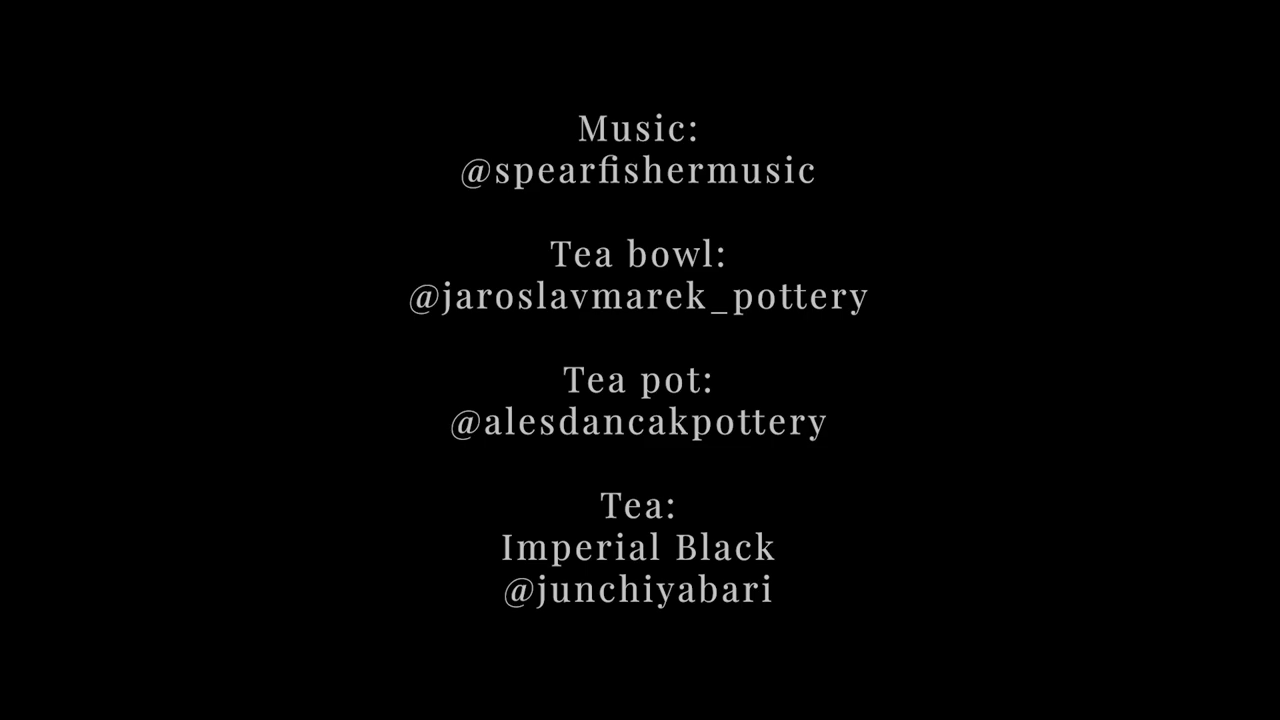 Music:
@spearfishermusic
Tea bowl:
@jaroslavmarek_pottery
Tea pot:
@alesdancakpottery
Tea:
Imperial Black
@junchiyabari